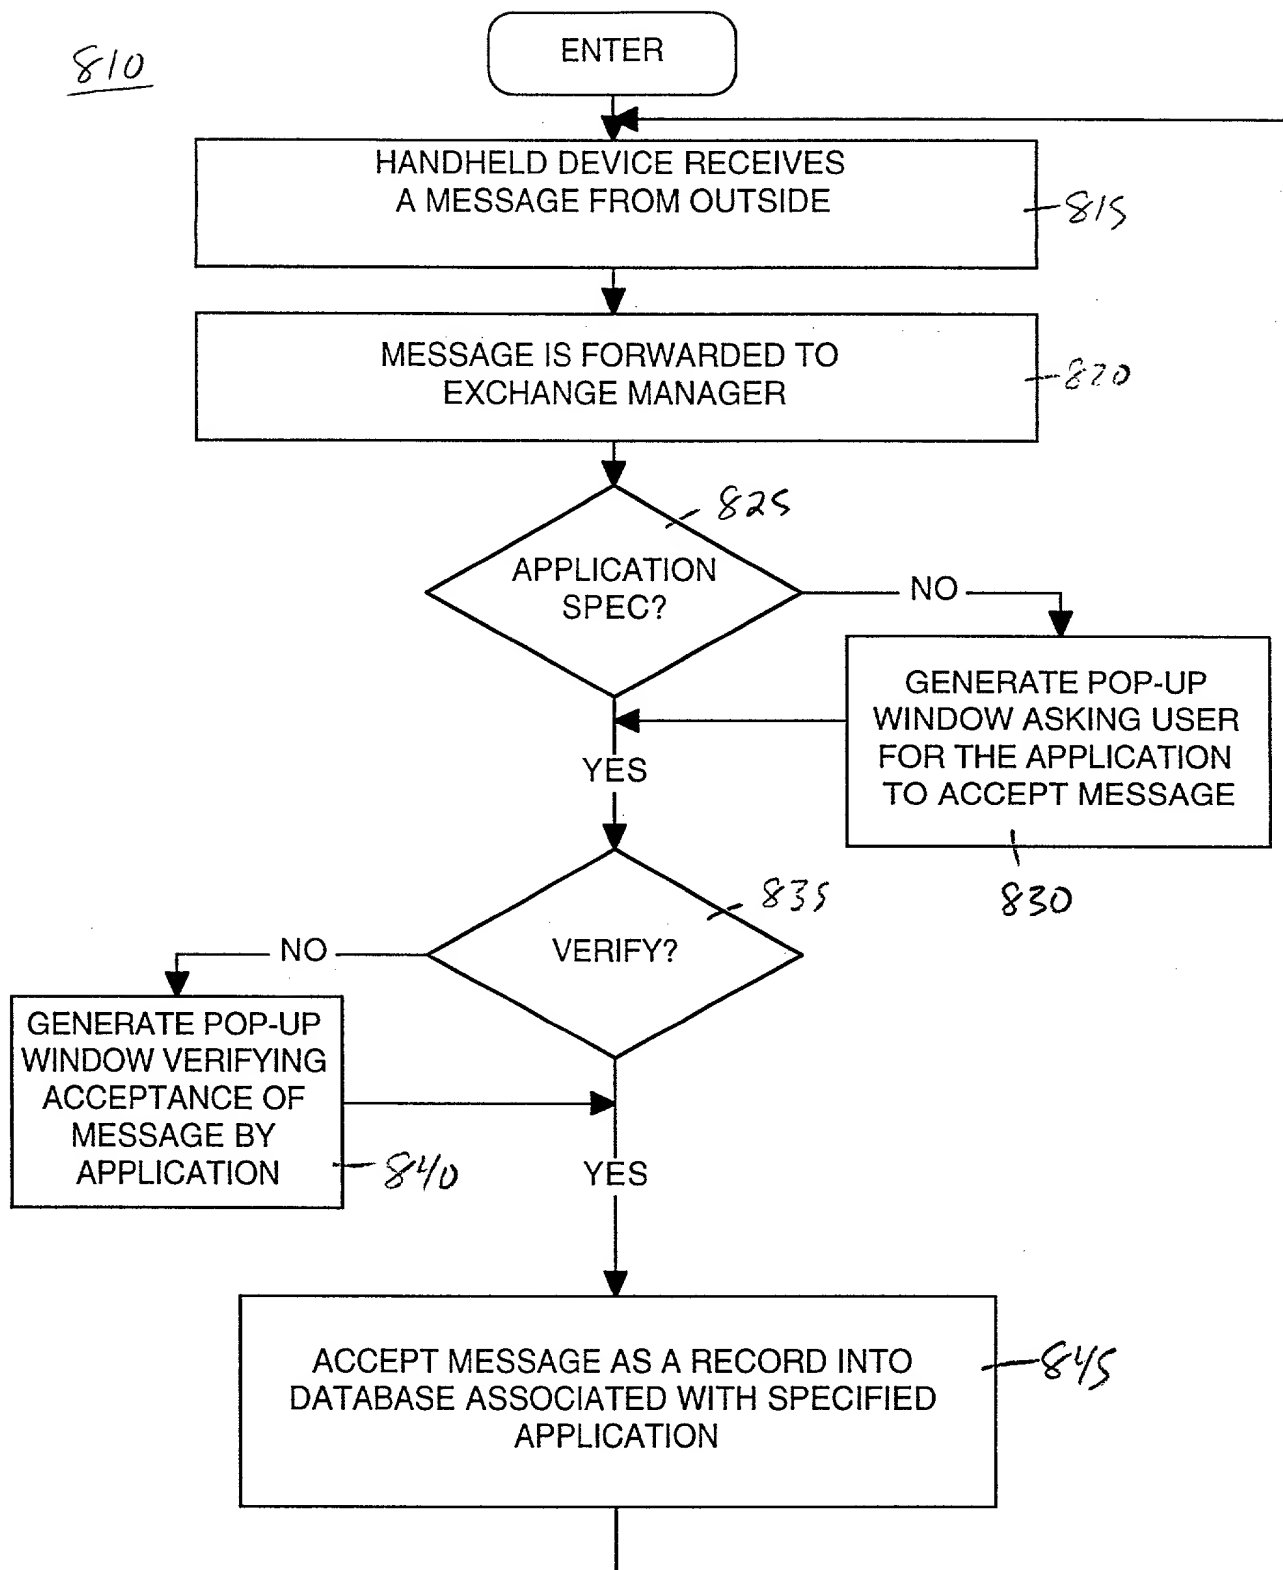 810
ENTER
HANDHELD DEVICE RECEIVES
A MESSAGE FROM OUTSIDE
815
MESSAGE IS FORWARDED TO
EXCHANGE MANAGER
820
825
APPLICATION
SPEC?
NO
GENERATE POP-UP
WINDOW ASKING USER
FOR THE APPLICATION
TO ACCEPT MESSAGE
830
YES
835
VERIFY?
NO
GENERATE POP-UP
WINDOW VERIFYING
ACCEPTANCE OF
MESSAGE BY
APPLICATION
840
YES
ACCEPT MESSAGE AS A RECORD INTO
DATABASE ASSOCIATED WITH SPECIFIED
APPLICATION
845